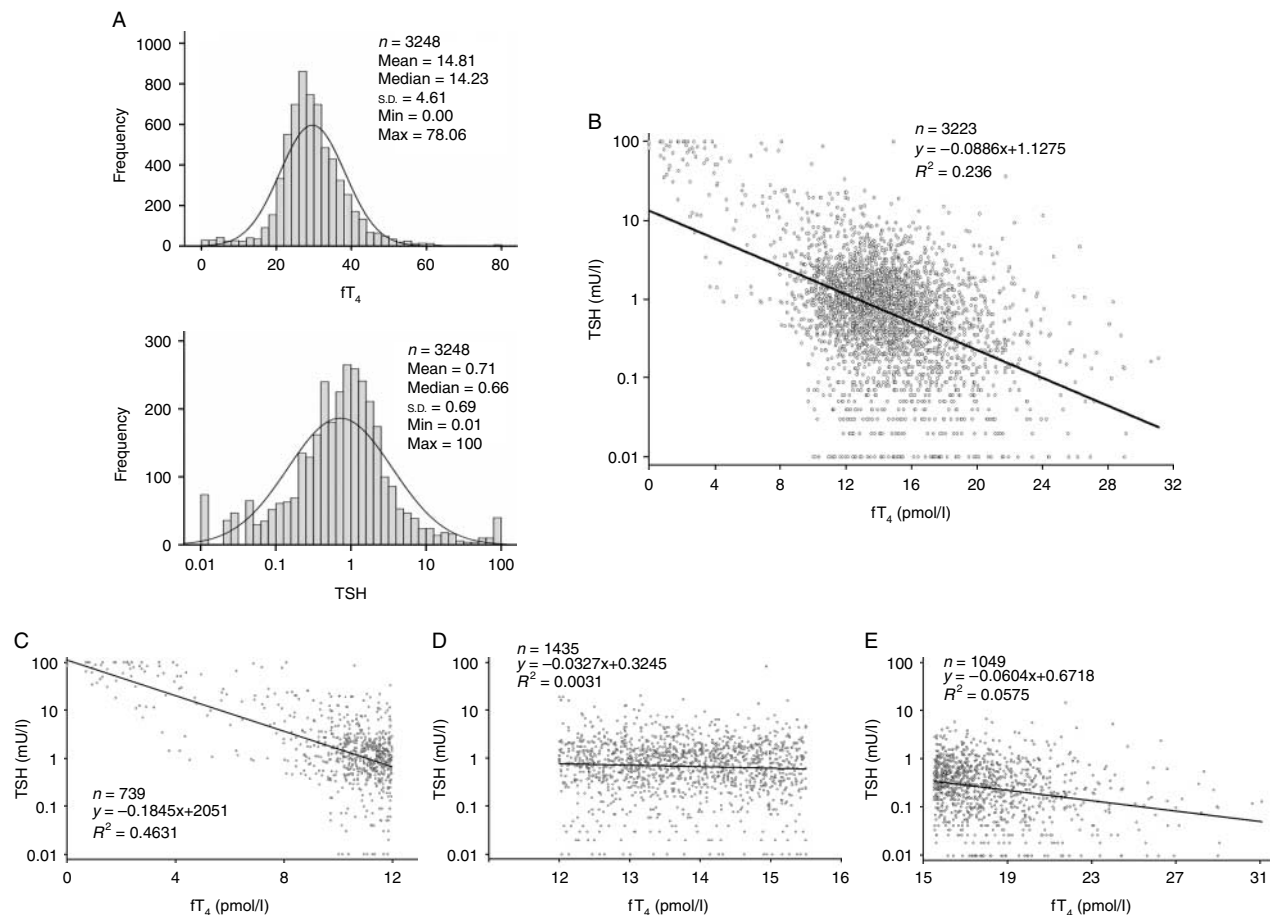 A
1000
800
600
400
200
0
Frequency
n = 3248
Mean = 14.81
Median = 14.23
S.D. = 4.61
Min = 0.00
Max = 78.06
0 20 40 60 80
fT4
300
200
100
0
Frequency
n = 3248
Mean = 0.71
Median = 0.66
S.D. = 0.69
Min = 0.01
Max = 100
0.01 0.1 1 10 100
TSH
B
100
10
1
0.1
0.01
TSH (mU/l)
n = 3223
y = −0.0886x+1.1275
R2 = 0.236
0 4 8 12 16 20 24 28 32
fT4 (pmol/l)
C
100
10
1
0.1
0.01
TSH (mU/l)
n = 739
y = −0.1845x+2051
R2 = 0.4631
0 4 8 12
fT4 (pmol/l)
D
100
10
1
0.1
0.01
TSH (mU/l)
n = 1435
y = −0.0327x+0.3245
R2 = 0.0031
12 13 14 15 16
fT4 (pmol/l)
E
100
10
1
0.1
0.01
TSH (mU/l)
n = 1049
y = −0.0604x+0.6718
R2 = 0.0575
15 19 23 27 31
fT4 (pmol/l)